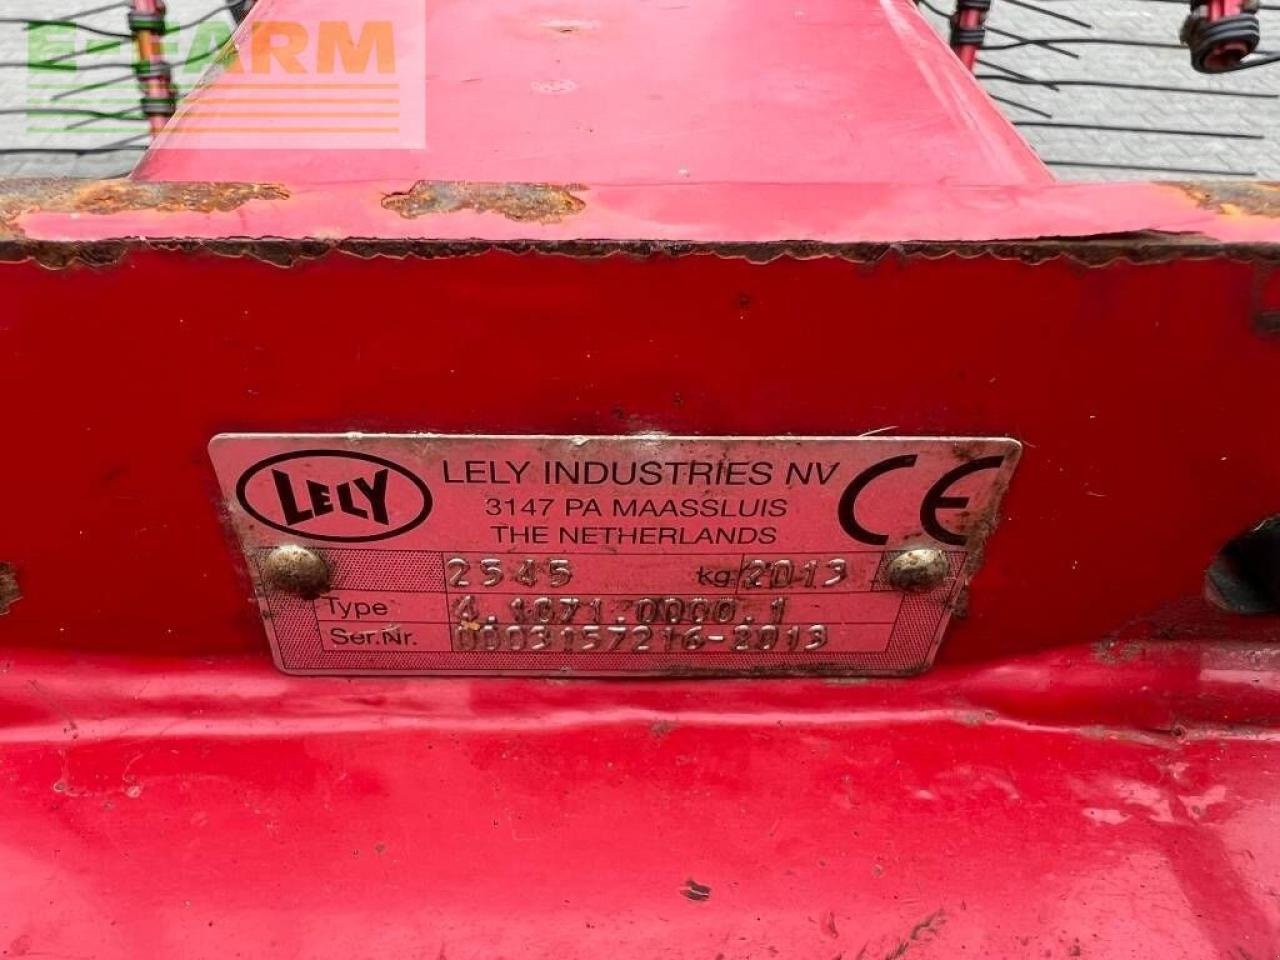 E-FARM
LELY
LELY INDUSTRIES NV
3147 PA MAASSLUIS
THE NETHERLANDS
CE
2545 kg 2013
Type 4.1071.0000.1
Ser.Nr. 0003157216-2013